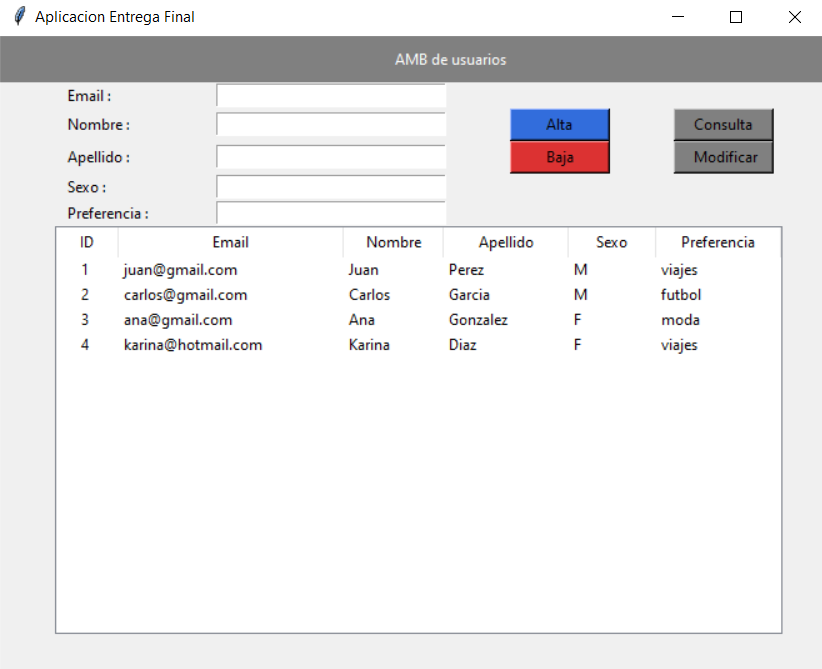 Aplicacion Entrega Final
AMB de usuarios
Email :
Nombre :
Alta Consulta
Apellido :
Baja Modificar
Sexo :
Preferencia :
ID Email Nombre Apellido Sexo Preferencia
1 juan@gmail.com Juan Perez M viajes
2 carlos@gmail.com Carlos Garcia M futbol
3 ana@gmail.com Ana Gonzalez F moda
4 karina@hotmail.com Karina Diaz F viajes